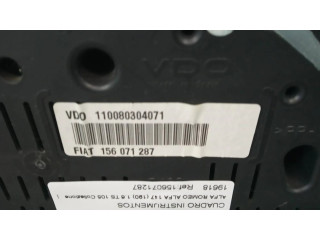 VDO
VDO 110080304071
FIAT 156 071 287
CUADRO INSTRUMENTOS
ALFA ROMEO ALFA 147 (190) 1.6 TS 105 Collezione (
19618 Ref:156071287